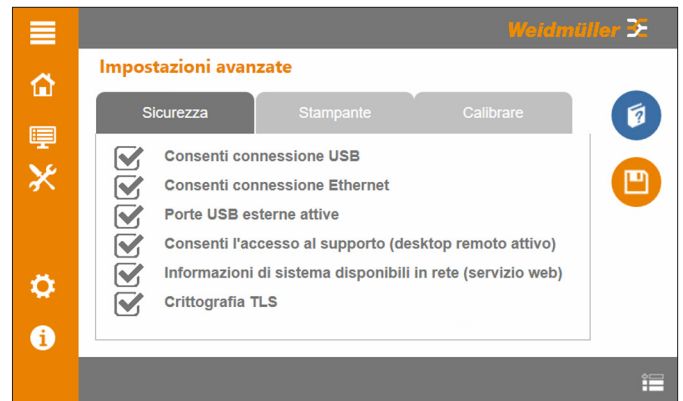 Weidmüller
Impostazioni avanzate
Sicurezza Stampante Calibrare
Consenti connessione USB
Consenti connessione Ethernet
Porte USB esterne attive
Consenti l'accesso al supporto (desktop remoto attivo)
Informazioni di sistema disponibili in rete (servizio web)
Crittografia TLS